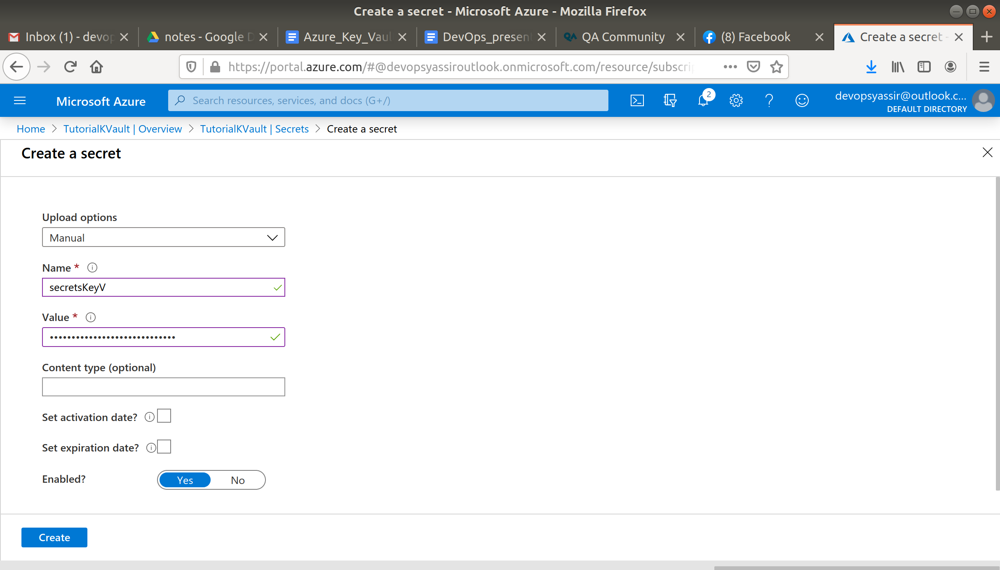 Create a secret - Microsoft Azure - Mozilla Firefox
Inbox (1) - devop
notes - Google D
Azure_Key_Vaul
DevOps_present
QA Community
(8) Facebook
Create a secret -
https://portal.azure.com/#@devopsyassiroutlook.onmicrosoft.com/resource/subscrip
Microsoft Azure
Search resources, services, and docs (G+/)
2
devopsyassir@outlook.c...
DEFAULT DIRECTORY
Home > TutorialKVault | Overview > TutorialKVault | Secrets > Create a secret
Create a secret
Upload options
Manual
Name *
secretsKeyV
Value *
•••••••••••••••••••••••••••••
Content type (optional)
Set activation date?
Set expiration date?
Enabled?
Yes
No
Create